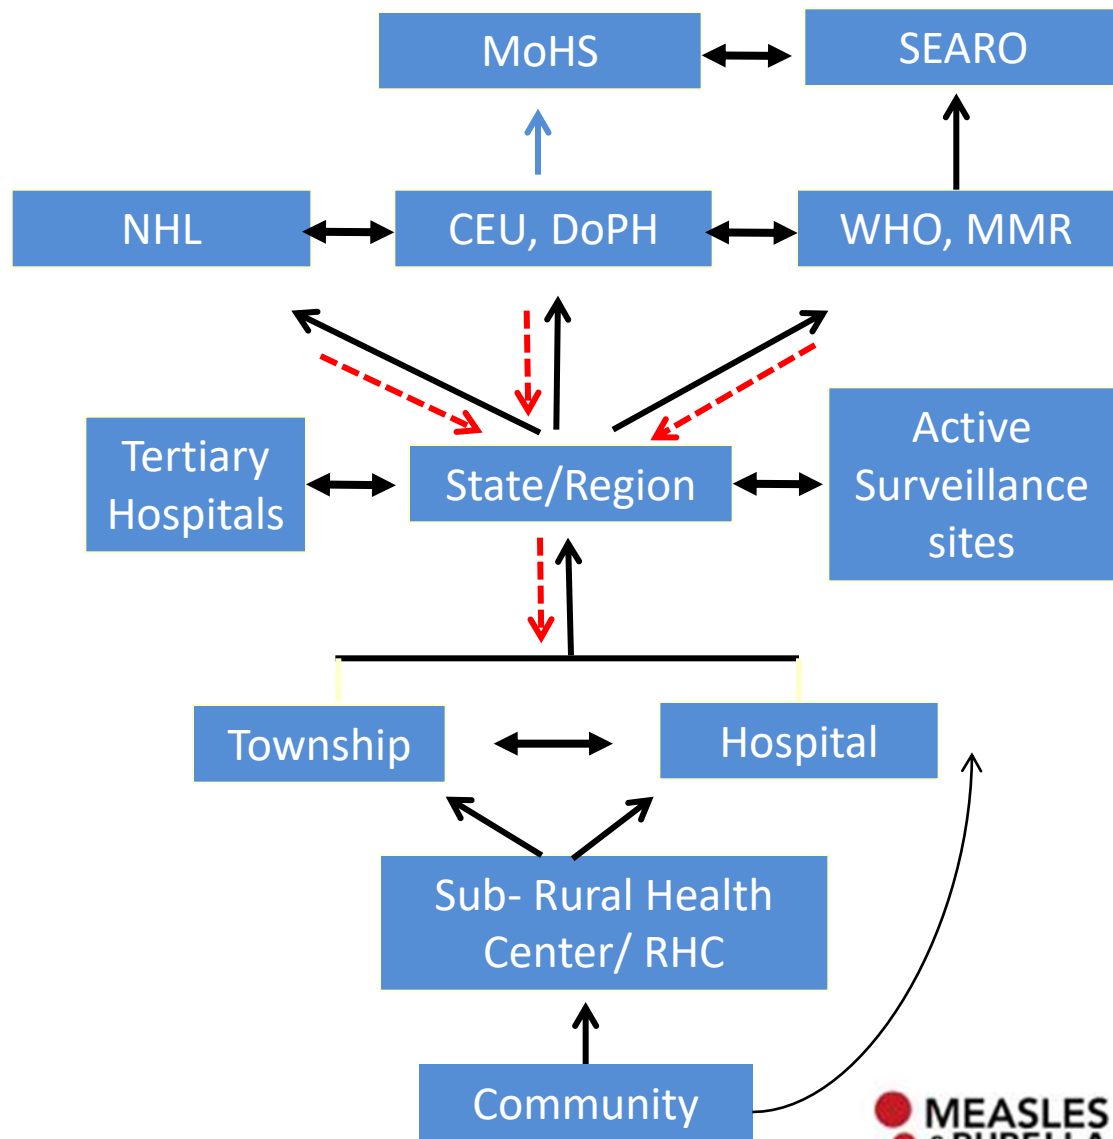 MoHS
SEARO
NHL
CEU, DoPH
WHO, MMR
Tertiary
Hospitals
State/Region
Active
Surveillance
sites
Township
Hospital
Sub- Rural Health
Center/ RHC
Community
MEASLES
& RUBELLA